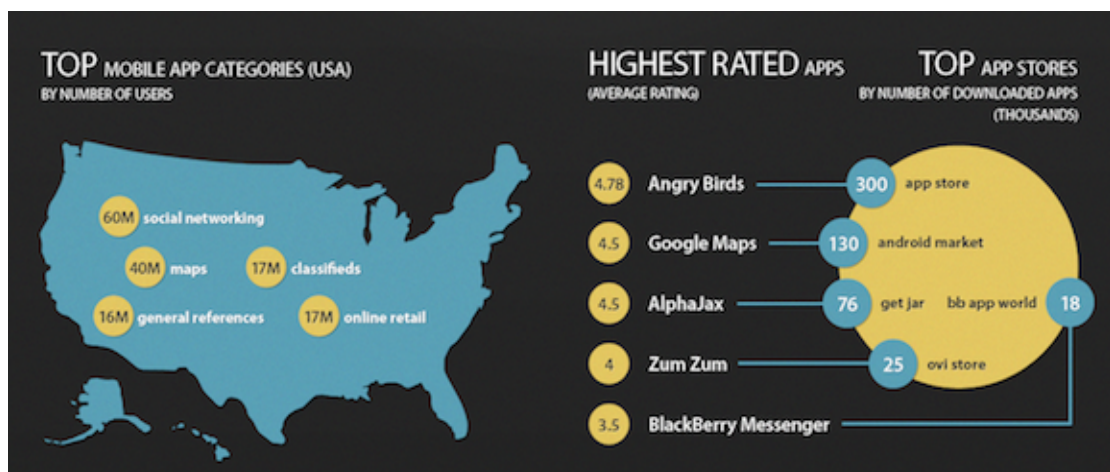 TOP MOBILE APP CATEGORIES (USA)
BY NUMBER OF USERS
60M social networking
40M maps
17M classifieds
16M general references
17M online retail
HIGHEST RATED APPS
(AVERAGE RATING)
4.78 Angry Birds
4.5 Google Maps
4.5 AlphaJax
4 Zum Zum
3.5 BlackBerry Messenger
TOP APP STORES
BY NUMBER OF DOWNLOADED APPS
(THOUSANDS)
300 app store
130 android market
76 get jar
bb app world 18
25 ovi store